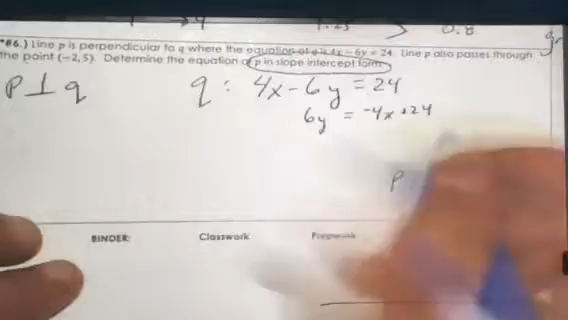 *#6.) Line p is perpendicular to q where the equation of q is 4x – 6y = 24. Line p also passes through
the point (–2, 5). Determine the equation of p in slope intercept form.
p ⊥ q q : 4x - 6y = 24
6y = -4x + 24
p
BINDER: Classwork